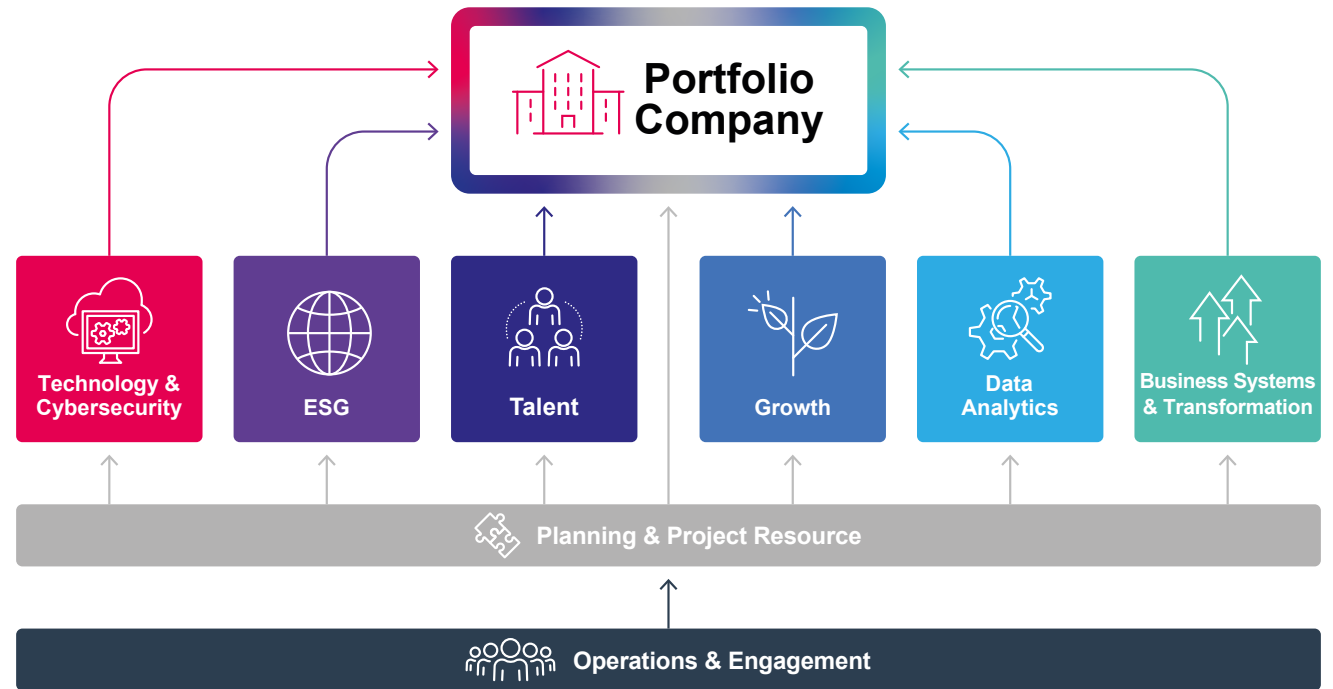 Portfolio
Company
Technology &
Cybersecurity
ESG
Talent
Growth
Data
Analytics
Business Systems
& Transformation
Planning & Project Resource
Operations & Engagement